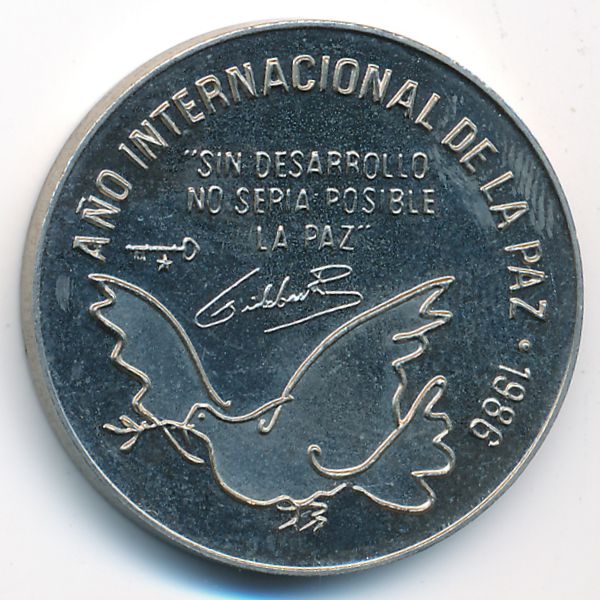 AÑO INTERNACIONAL DE LA PAZ • 1986
"SIN DESARROLLO
NO SERIA POSIBLE
LA PAZ"